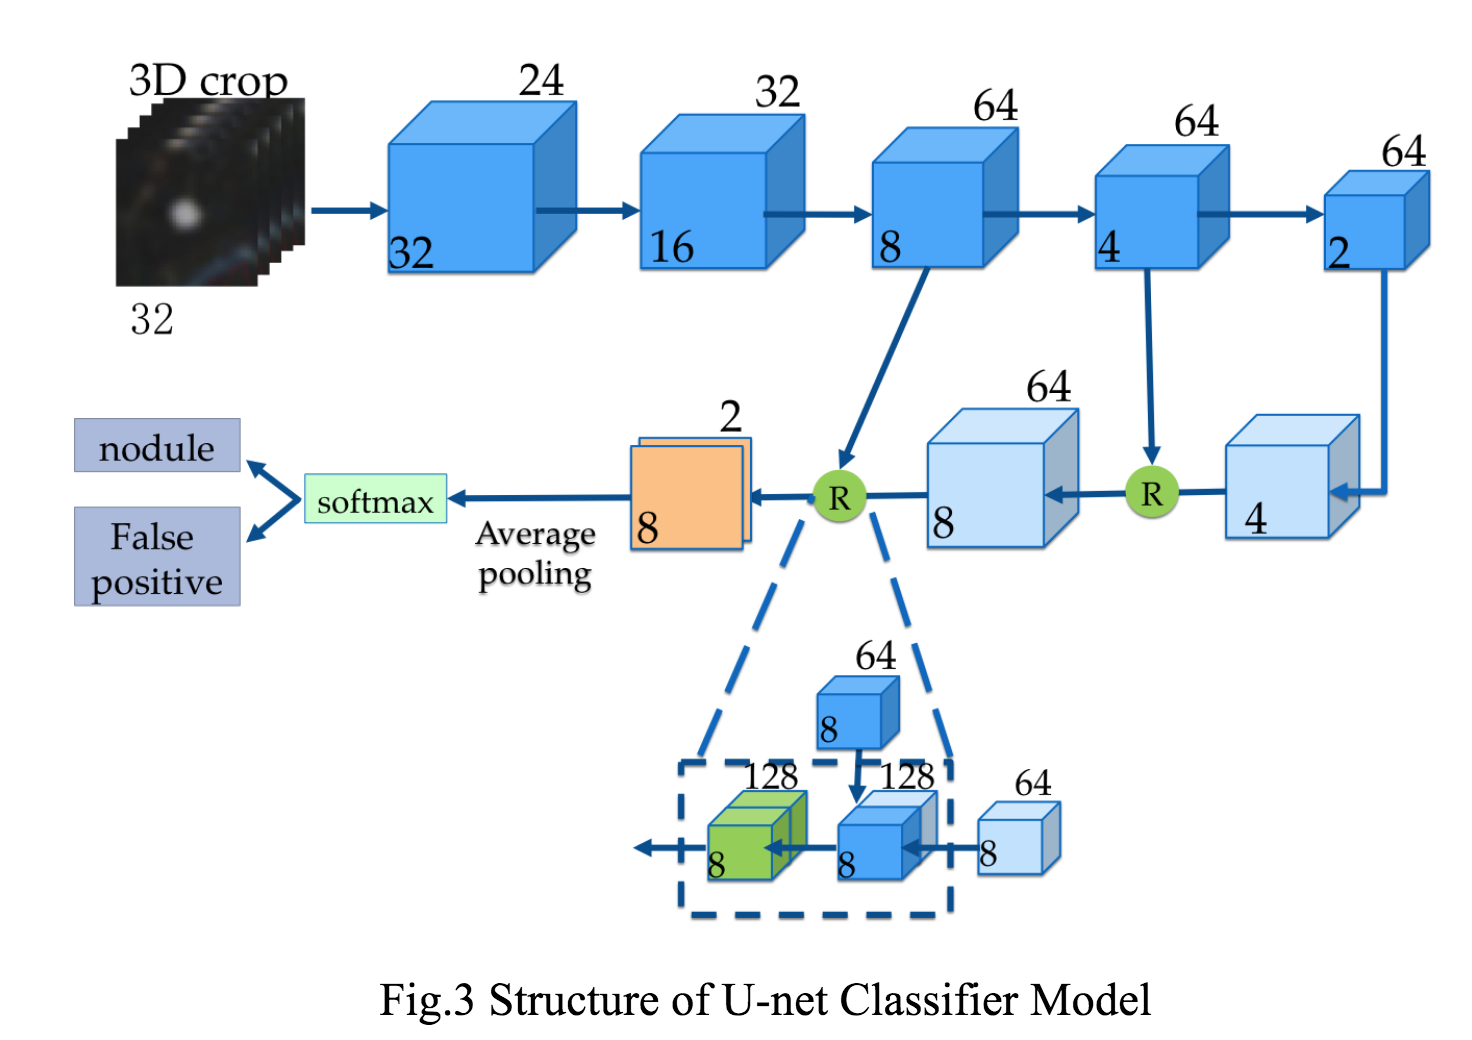 3D crop
32
24
32
32
16
64
8
64
4
64
2
nodule
False
positive
softmax
Average
pooling
2
8
R
64
8
R
4
64
8
128
8
128
8
64
8
Fig.3 Structure of U-net Classifier Model